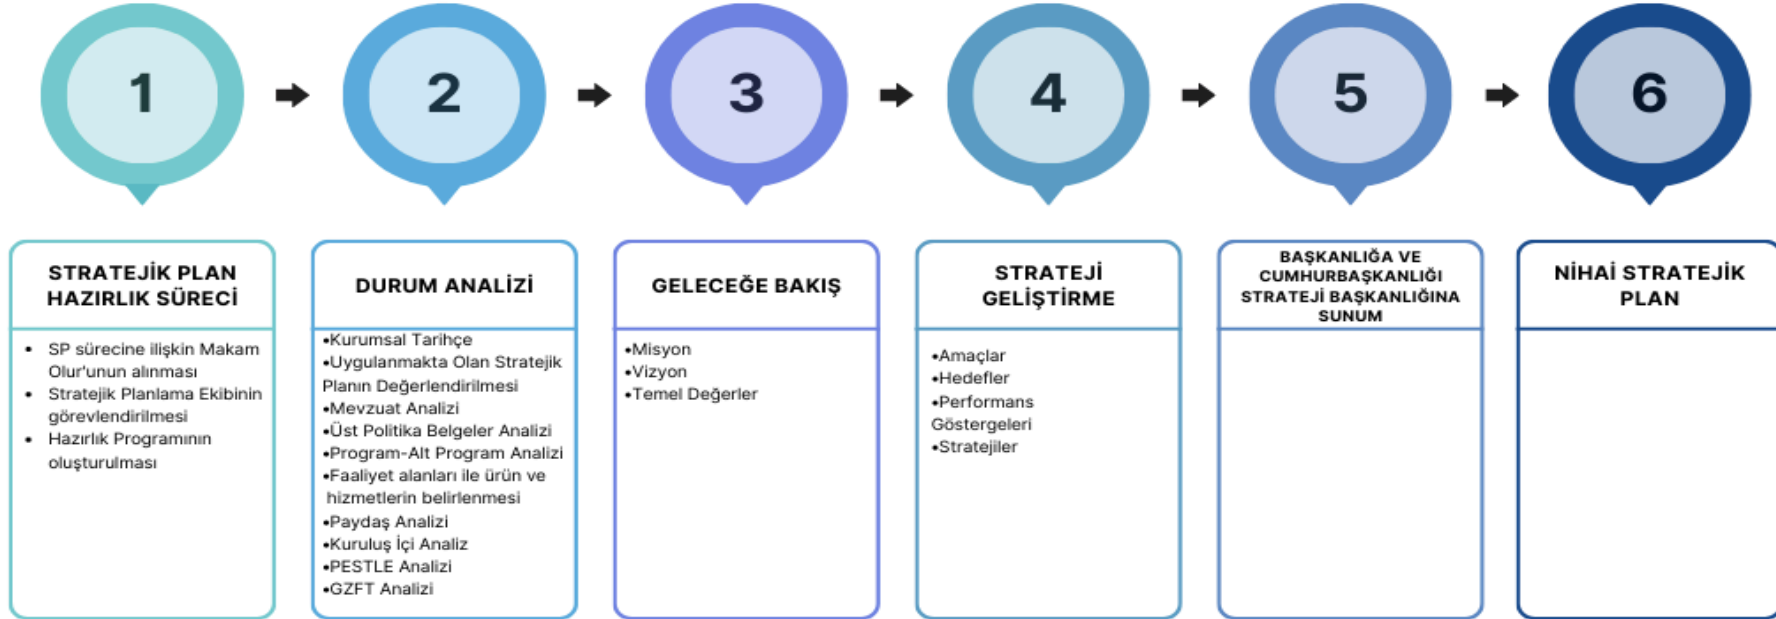 1
2
3
4
5
6
STRATEJİK PLAN
HAZIRLIK SÜRECİ
• SP sürecine ilişkin Makam
Olur'unun alınması
• Stratejik Planlama Ekibinin
görevlendirilmesi
• Hazırlık Programının
oluşturulması
DURUM ANALİZİ
•Kurumsal Tarihçe
•Uygulanmakta Olan Stratejik
Planın Değerlendirilmesi
•Mevzuat Analizi
•Üst Politika Belgeler Analizi
•Program-Alt Program Analizi
•Faaliyet alanları ile ürün ve
hizmetlerin belirlenmesi
•Paydaş Analizi
•Kuruluş İçi Analiz
•PESTLE Analizi
•GZFT Analizi
GELECEĞE BAKIŞ
•Misyon
•Vizyon
•Temel Değerler
STRATEJİ
GELİŞTİRME
•Amaçlar
•Hedefler
•Performans
Göstergeleri
•Stratejiler
BAŞKANLIĞA VE
CUMHURBAŞKANLIĞI
STRATEJİ BAŞKANLIĞINA
SUNUM
NİHAİ STRATEJİK
PLAN